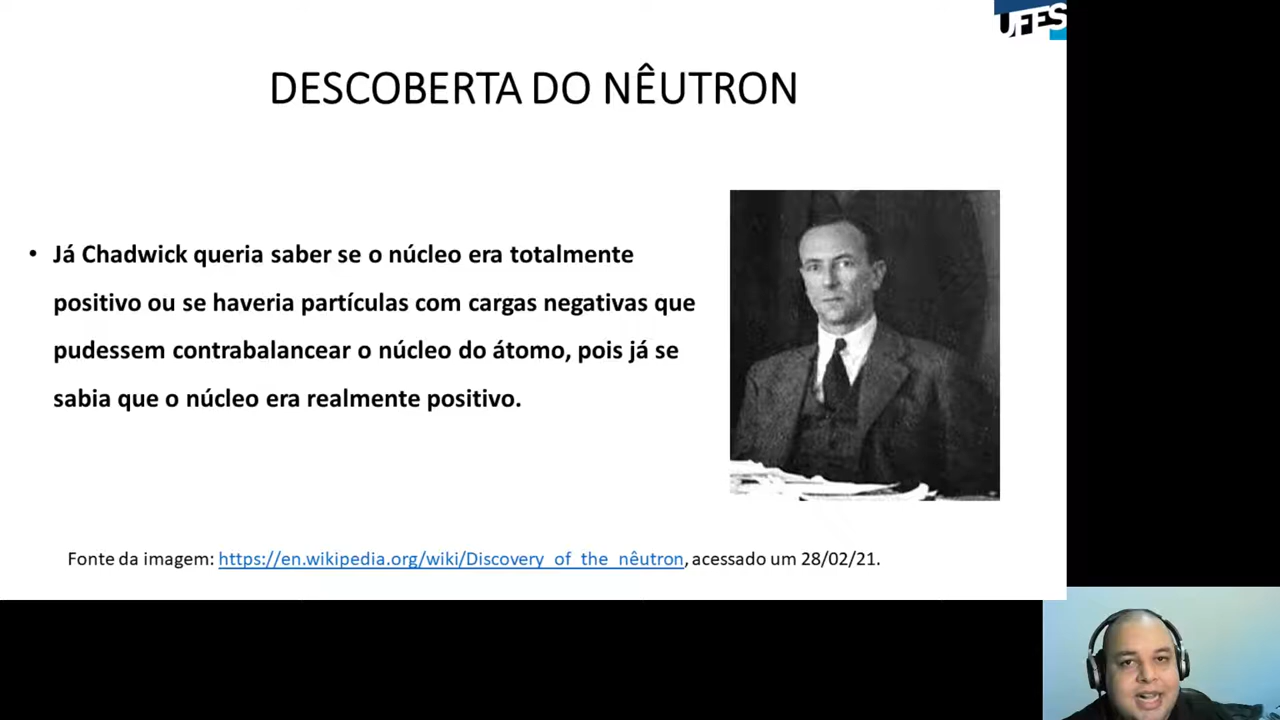 UFES
DESCOBERTA DO NÊUTRON
• Já Chadwick queria saber se o núcleo era totalmente
positivo ou se haveria partículas com cargas negativas que
pudessem contrabalancear o núcleo do átomo, pois já se
sabia que o núcleo era realmente positivo.
Fonte da imagem: https://en.wikipedia.org/wiki/Discovery_of_the_nêutron, acessado um 28/02/21.